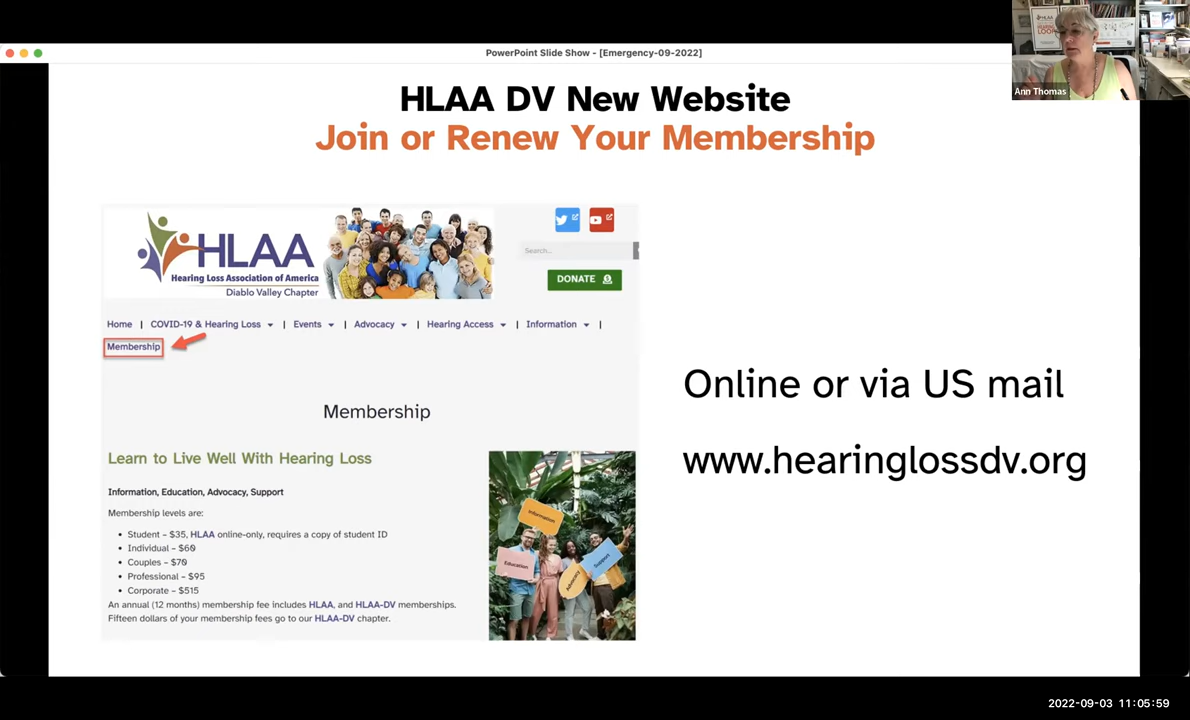 PowerPoint Slide Show - [Emergency-09-2022]
Ann Thomas
HLAA DV New Website
Join or Renew Your Membership
HLAA
Hearing Loss Association of America
Diablo Valley Chapter
Search...
DONATE
Home | COVID-19 & Hearing Loss | Events | Advocacy | Hearing Access | Information |
Membership
Membership
Learn to Live Well With Hearing Loss
Information, Education, Advocacy, Support
Membership levels are:
• Student – $35, HLAA online-only, requires a copy of student ID
• Individual – $60
• Couples – $70
• Professional – $95
• Corporate – $515
An annual (12 months) membership fee includes HLAA, and HLAA-DV memberships.
Fifteen dollars of your membership fees go to our HLAA-DV chapter.
Information
Education
Advocacy
Support
Online or via US mail
www.hearinglossdv.org
2022-09-03 11:05:59